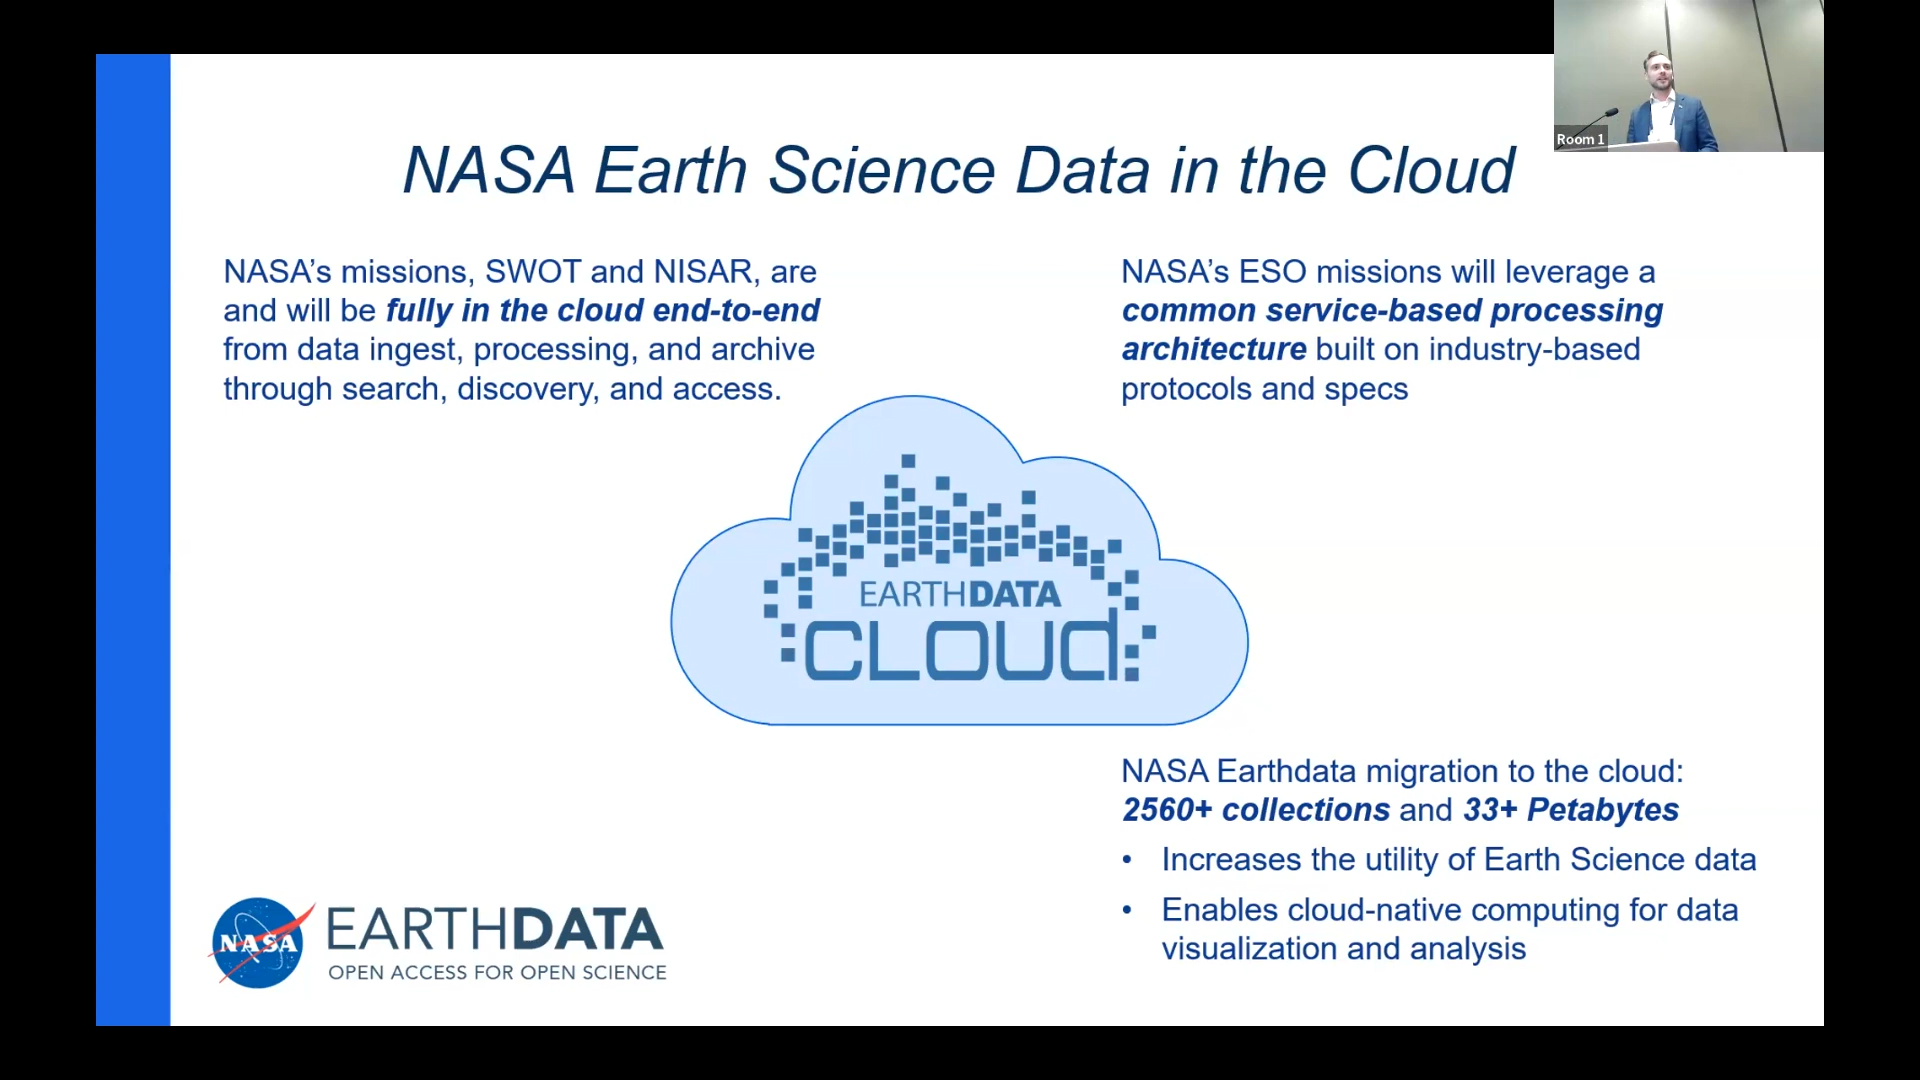 Room 1
NASA Earth Science Data in the Cloud
NASA’s missions, SWOT and NISAR, are
and will be fully in the cloud end-to-end
from data ingest, processing, and archive
through search, discovery, and access.
NASA’s ESO missions will leverage a
common service-based processing
architecture built on industry-based
protocols and specs
EARTHDATA
CLOUD
NASA Earthdata migration to the cloud:
2560+ collections and 33+ Petabytes
• Increases the utility of Earth Science data
• Enables cloud-native computing for data
visualization and analysis
NASA
EARTHDATA
OPEN ACCESS FOR OPEN SCIENCE